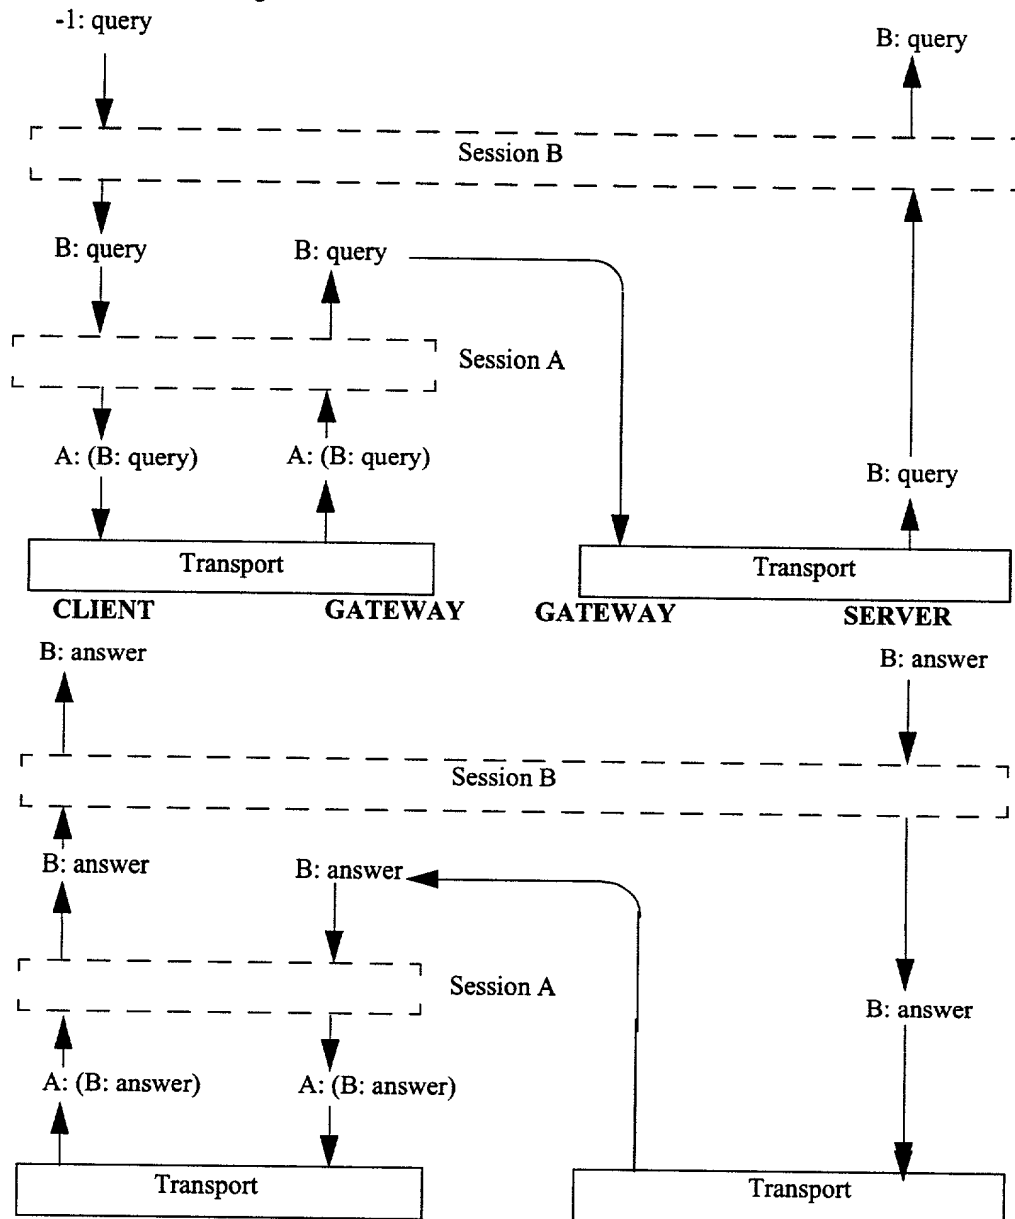 -1: query
B: query
Session B
B: query
B: query
Session A
A: (B: query)
A: (B: query)
B: query
Transport
Transport
CLIENT
GATEWAY
GATEWAY
SERVER
B: answer
B: answer
Session B
B: answer
B: answer
Session A
B: answer
A: (B: answer)
A: (B: answer)
Transport
Transport